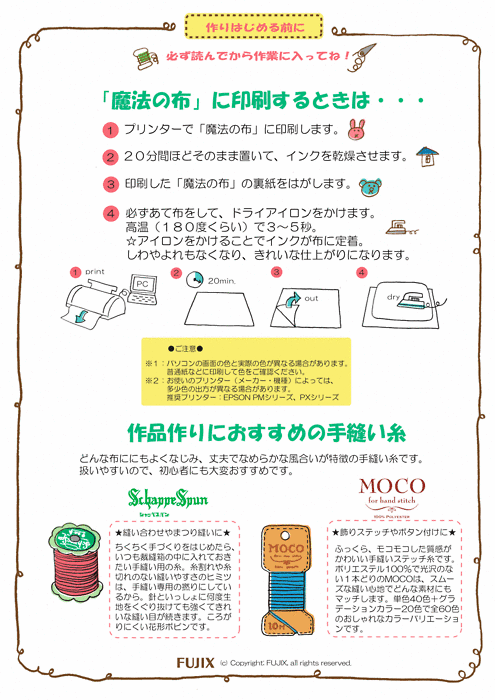 作りはじめる前に
必ず読んでから作業に入ってね！
「魔法の布」に印刷するときは・・・
1 プリンターで「魔法の布」に印刷します。
2 20分間ほどそのまま置いて、インクを乾燥させます。
3 印刷した「魔法の布」の裏紙をはがします。
4 必ずあて布をして、ドライアイロンをかけます。
高温（180度くらい）で3～5秒。
☆アイロンをかけることでインクが布に定着。
しわやよれもなくなり、きれいな仕上がりになります。
1 print
PC
2 20min.
3 out
4 dry
●ご注意●
※1：パソコンの画面の色と実際の色が異なる場合があります。
普通紙などに印刷して色をご確認ください。
※2：お使いのプリンター（メーカー・機種）によっては、
多少色の出方が異なる場合があります。
推奨プリンター：EPSON PMシリーズ、PXシリーズ
作品作りにおすすめの手縫い糸
どんな布ににもよくなじみ、丈夫でなめらかな風合いが特徴の手縫い糸です。
扱いやすいので、初心者にも大変おすすめです。
Schappe Spun
シャッペスパン
★縫い合わせやまつり縫いに★
ちくちく手づくりをはじめたら、
いつも裁縫箱の中に入れておき
たい手縫い用の糸。糸割れや糸
切れのない縫いやすさのヒミツ
は、手縫い専用の撚りにしてい
るから。針といっしょに何度生
地をくぐり抜けても強くてきれ
いな縫い目が続きます。ころが
りにくい花形ボビンです。
MOCO
for hand stitch
100% POLYESTER
MOCO
10m
★飾りステッチやボタン付けに★
ふっくら、モコモコした質感が
かわいい手縫いステッチ糸です。
ポリエステル100%で光沢のな
い1本どりのMOCOは、スムー
ズな縫い心地でどんな素材にも
マッチします。単色40色＋グラ
デーションカラー20色で全60色
のおしゃれなカラーバリエーショ
ンです。
FUJIX (c) Copyright: FUJIX, all rights reserved.